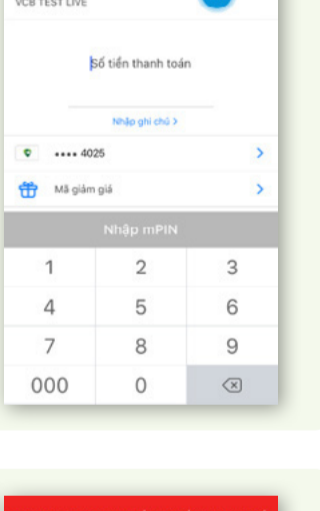 VCB TEST LIVE
Số tiền thanh toán
Nhập ghi chú >
•••• 4025
Mã giảm giá
Nhập mPIN
1 2 3
4 5 6
7 8 9
000 0